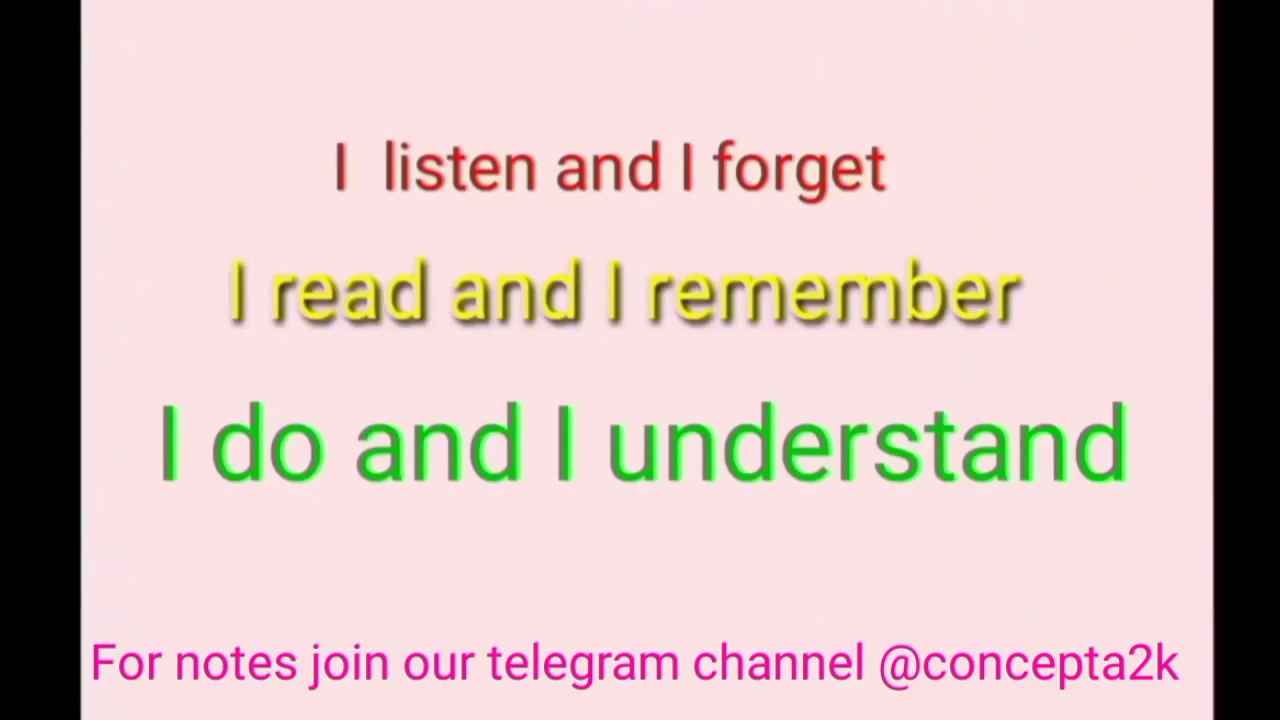 I listen and I forget
I read and I remember
I do and I understand
For notes join our telegram channel @concepta2k